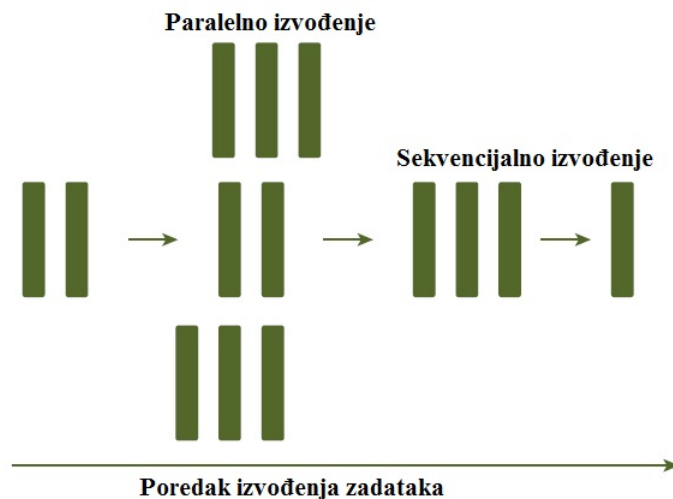 Paralelno izvođenje
Sekvencijalno izvođenje
Poredak izvođenja zadataka